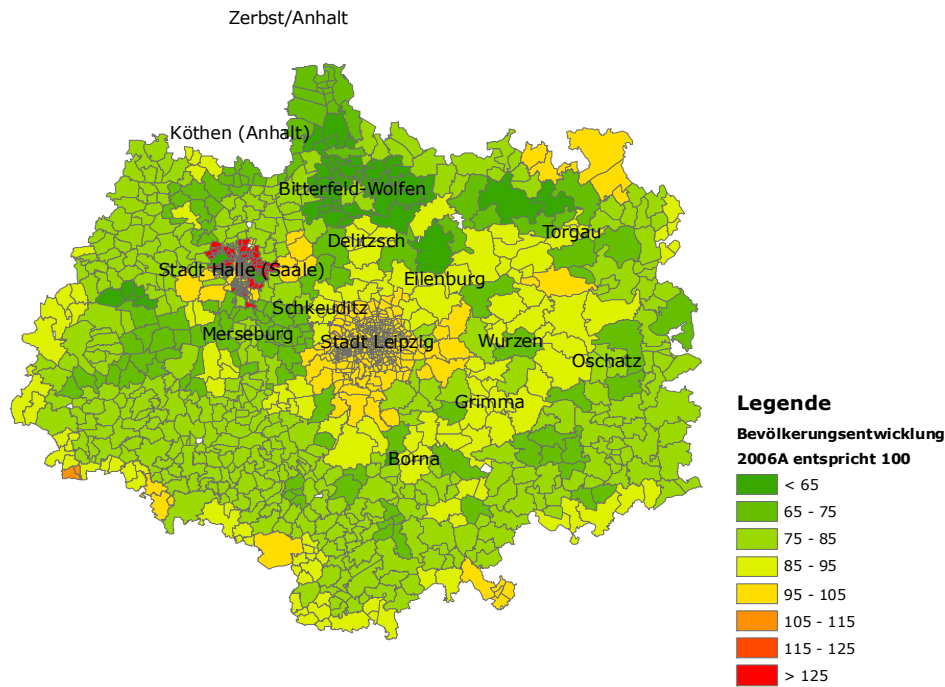 Zerbst/Anhalt
Köthen (Anhalt)
Bitterfeld-Wolfen
Torgau
Delitzsch
Stadt Halle (Saale)
Eilenburg
Schkeuditz
Merseburg
Stadt Leipzig
Wurzen
Oschatz
Grimma
Borna
Legende
Bevölkerungsentwicklung
2006A entspricht 100
< 65
65 - 75
75 - 85
85 - 95
95 - 105
105 - 115
115 - 125
> 125